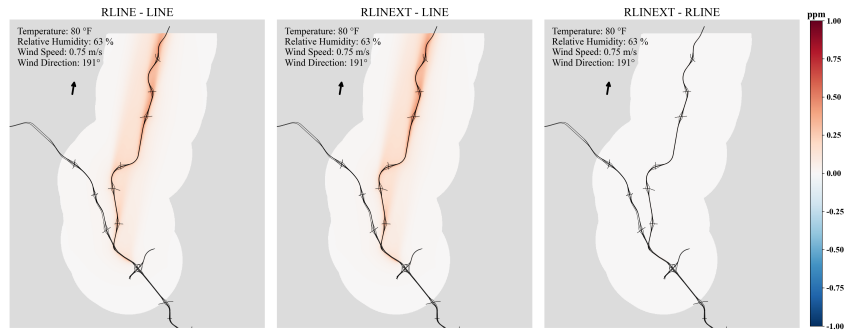 RLINE - LINE
Temperature: 80 °F
Relative Humidity: 63 %
Wind Speed: 0.75 m/s
Wind Direction: 191°
RLINEXT - LINE
Temperature: 80 °F
Relative Humidity: 63 %
Wind Speed: 0.75 m/s
Wind Direction: 191°
RLINEXT - RLINE
Temperature: 80 °F
Relative Humidity: 63 %
Wind Speed: 0.75 m/s
Wind Direction: 191°
ppm
1.00
0.75
0.50
0.25
0.00
-0.25
-0.50
-0.75
-1.00